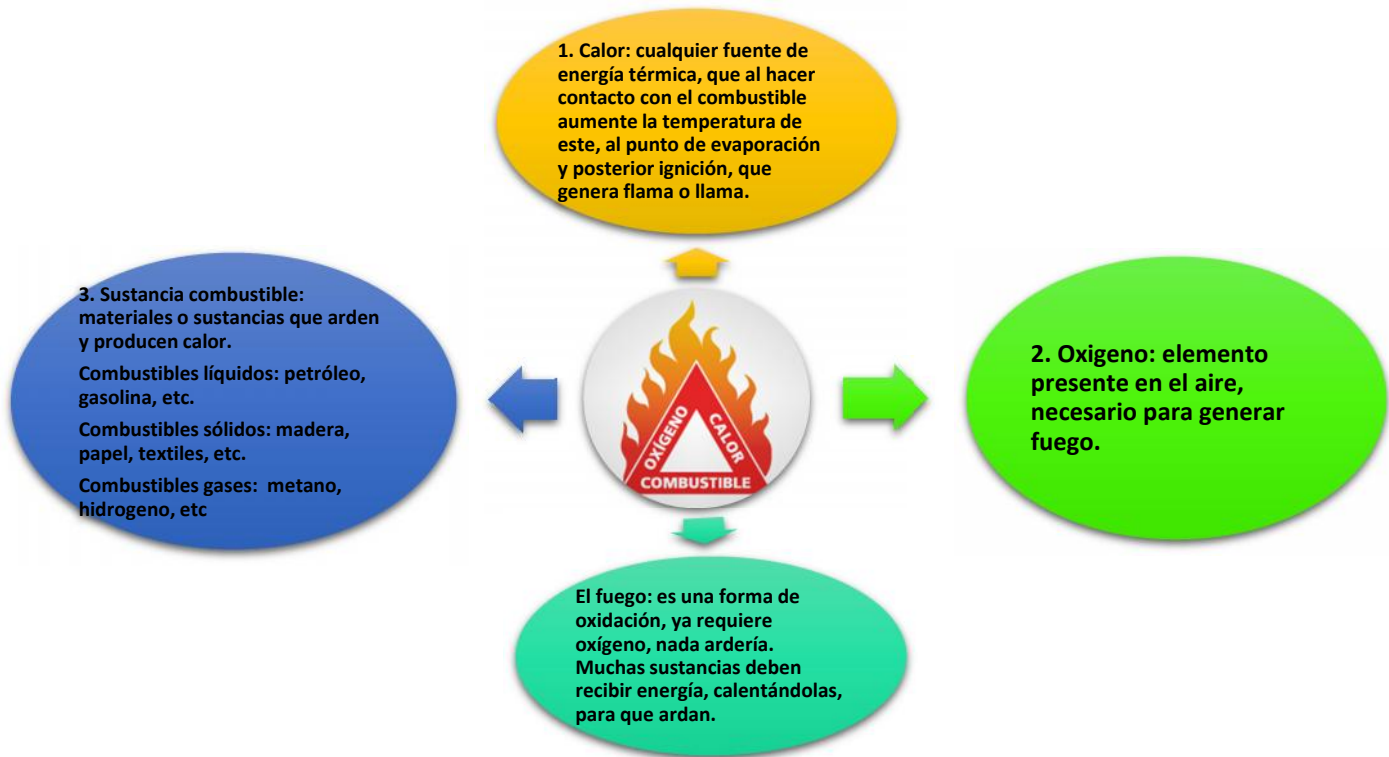 1. Calor: cualquier fuente de
energía térmica, que al hacer
contacto con el combustible
aumente la temperatura de
este, al punto de evaporación
y posterior ignición, que
genera flama o llama.
3. Sustancia combustible:
materiales o sustancias que arden
y producen calor.
Combustibles líquidos: petróleo,
gasolina, etc.
Combustibles sólidos: madera,
papel, textiles, etc.
Combustibles gases: metano,
hidrogeno, etc
OXÍGENO
CALOR
COMBUSTIBLE
2. Oxigeno: elemento
presente en el aire,
necesario para generar
fuego.
El fuego: es una forma de
oxidación, ya requiere
oxígeno, nada ardería.
Muchas sustancias deben
recibir energía, calentándolas,
para que ardan.